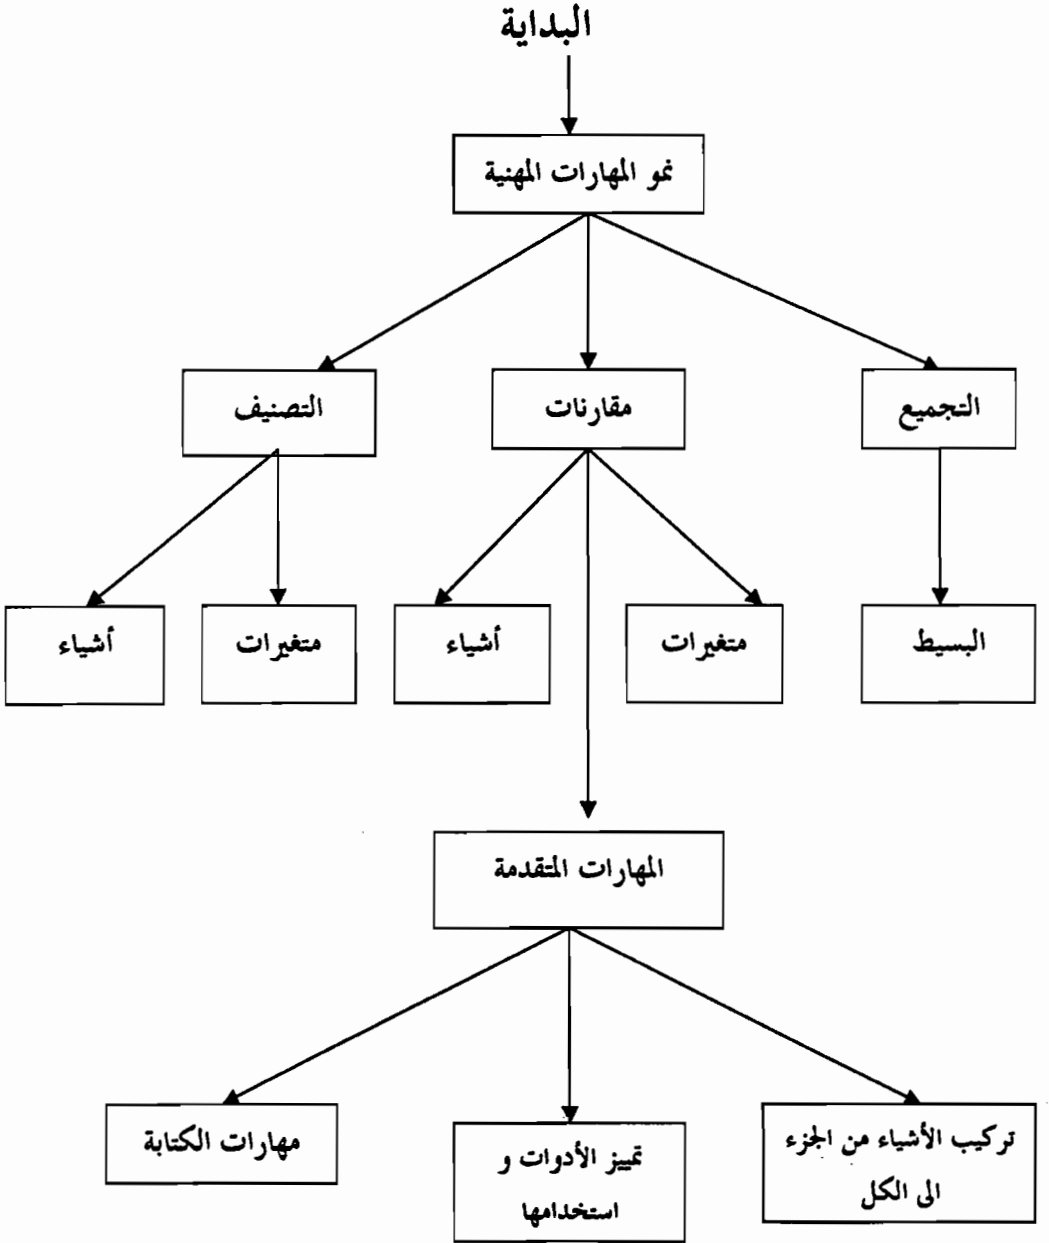 البداية
نمو المهارات المهنية
التجميع
مقارنات
التصنيف
البسيط
متغيرات
أشياء
متغيرات
أشياء
المهارات المتقدمة
تركيب الأشياء من الجزء
الى الكل
تمييز الأدوات و
استخدامها
مهارات الكتابة